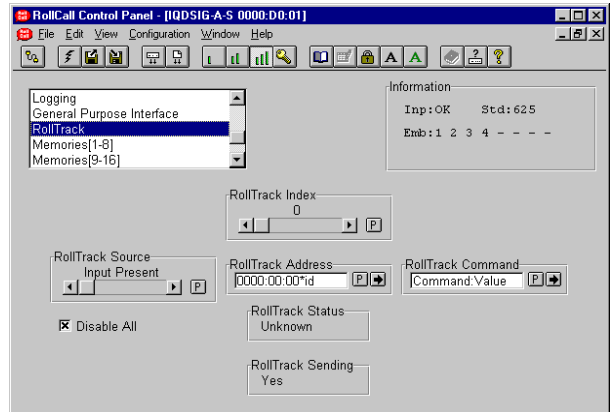 RollCall Control Panel - [IQDSIG-A-S 0000:D0:01]
File Edit View Configuration Window Help
A A
Logging
General Purpose Interface
RollTrack
Memories[1-8]
Memories[9-16]
Information
Inp:OK Std:625
Emb:1 2 3 4 - - - -
RollTrack Index
0
P
RollTrack Source
Input Present
P
RollTrack Address
0000:00:00*id
P
RollTrack Command
Command:Value
P
Disable All
RollTrack Status
Unknown
RollTrack Sending
Yes